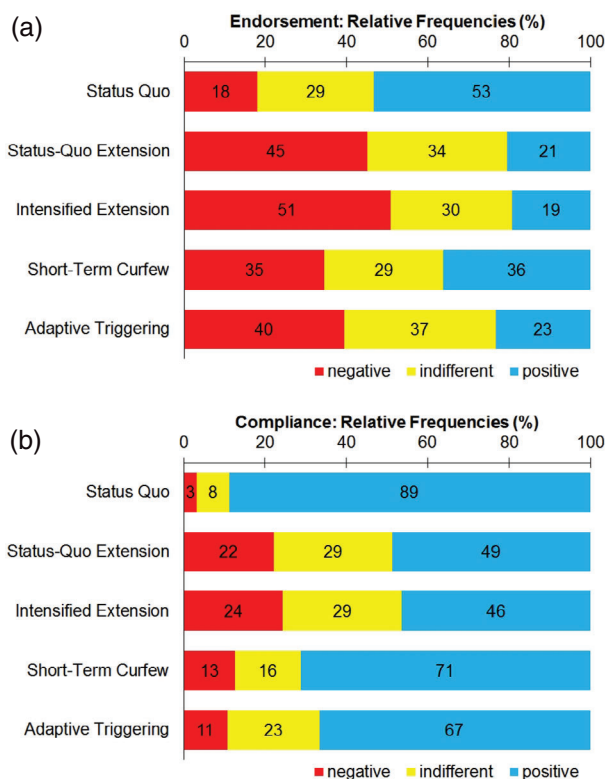 (a)
Endorsement: Relative Frequencies (%)
0 20 40 60 80 100
Status Quo 18 29 53
Status-Quo Extension 45 34 21
Intensified Extension 51 30 19
Short-Term Curfew 35 29 36
Adaptive Triggering 40 37 23
negative indifferent positive
(b)
Compliance: Relative Frequencies (%)
0 20 40 60 80 100
Status Quo 3 8 89
Status-Quo Extension 22 29 49
Intensified Extension 24 29 46
Short-Term Curfew 13 16 71
Adaptive Triggering 11 23 67
negative indifferent positive